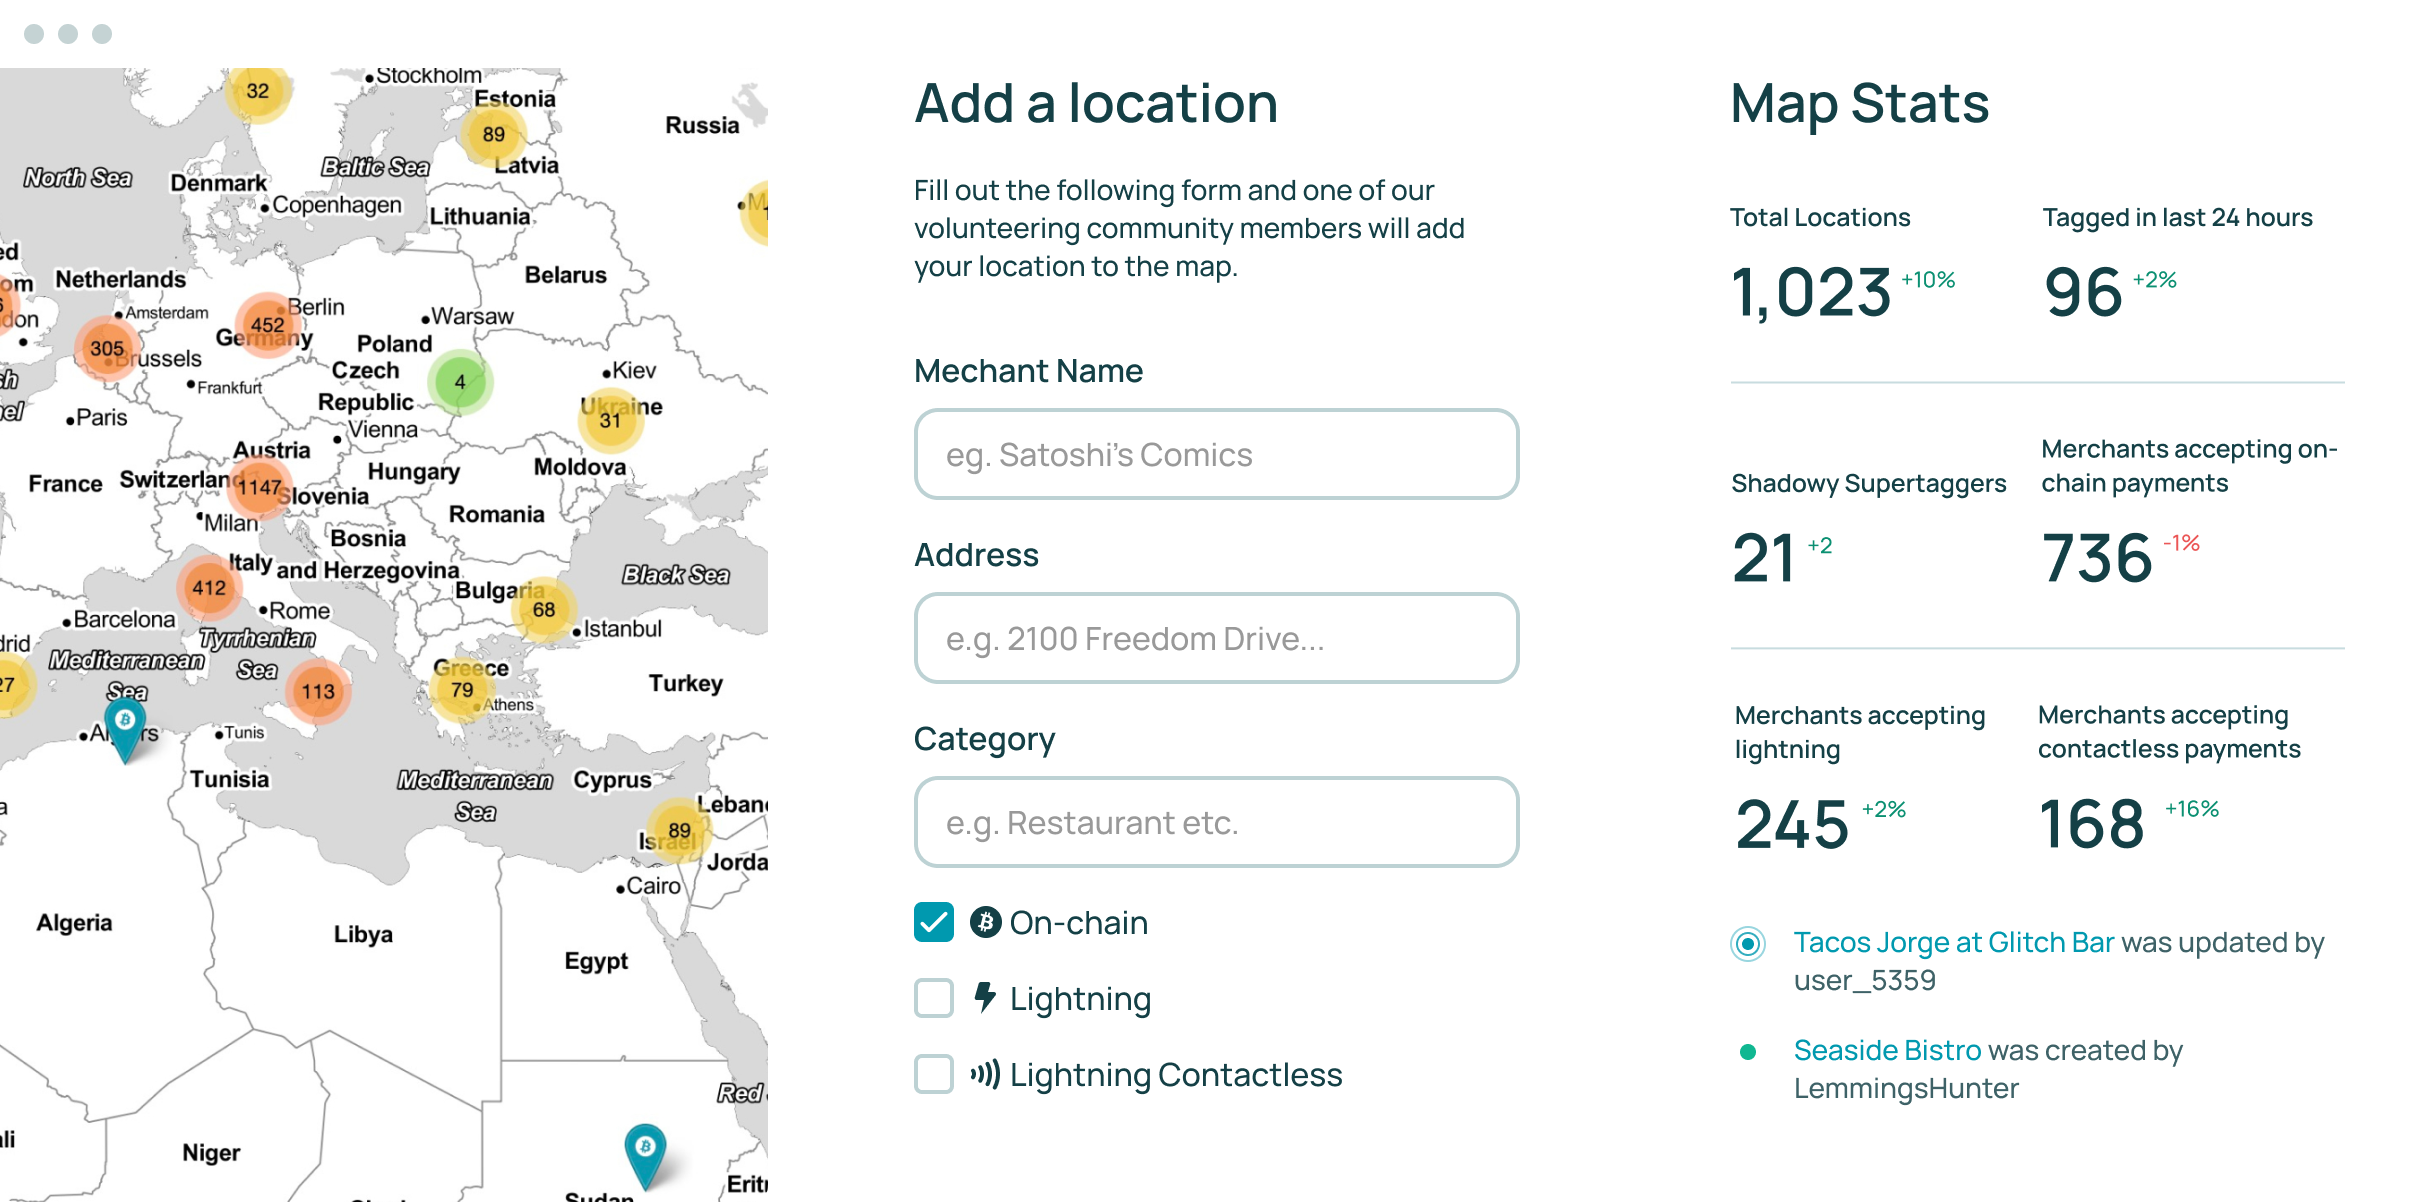 32
Stockholm
Estonia
89
Latvia
Russia
North Sea
Baltic Sea
Denmark
Copenhagen
Lithuania
Belarus
Netherlands
Amsterdam
Berlin
452
Germany
Warsaw
305
Brussels
Poland
Czech
Republic
4
Kiev
Ukraine
31
Frankfurt
Paris
Vienna
Austria
France
Switzerland
1147
Slovenia
Hungary
Moldova
Milan
Romania
Bosnia
and Herzegovina
Italy
412
Rome
Bulgaria
68
Black Sea
Barcelona
Istanbul
Tyrrhenian
Sea
Mediterranean
Sea
27
113
Greece
79
Athens
Turkey
Algiers
Tunis
Tunisia
Mediterranean
Sea
Cyprus
89
Israel
Cairo
Algeria
Libya
Egypt
Red
Niger
Sudan
Add a location
Fill out the following form and one of our
volunteering community members will add
your location to the map.
Mechant Name
eg. Satoshi's Comics
Address
e.g. 2100 Freedom Drive...
Category
e.g. Restaurant etc.
On-chain
Lightning
Lightning Contactless
Map Stats
Total Locations
1,023 +10%
Tagged in last 24 hours
96 +2%
Shadowy Supertaggers
21 +2
Merchants accepting on-
chain payments
736 -1%
Merchants accepting
lightning
245 +2%
Merchants accepting
contactless payments
168 +16%
Tacos Jorge at Glitch Bar was updated by
user_5359
Seaside Bistro was created by
LemmingsHunter